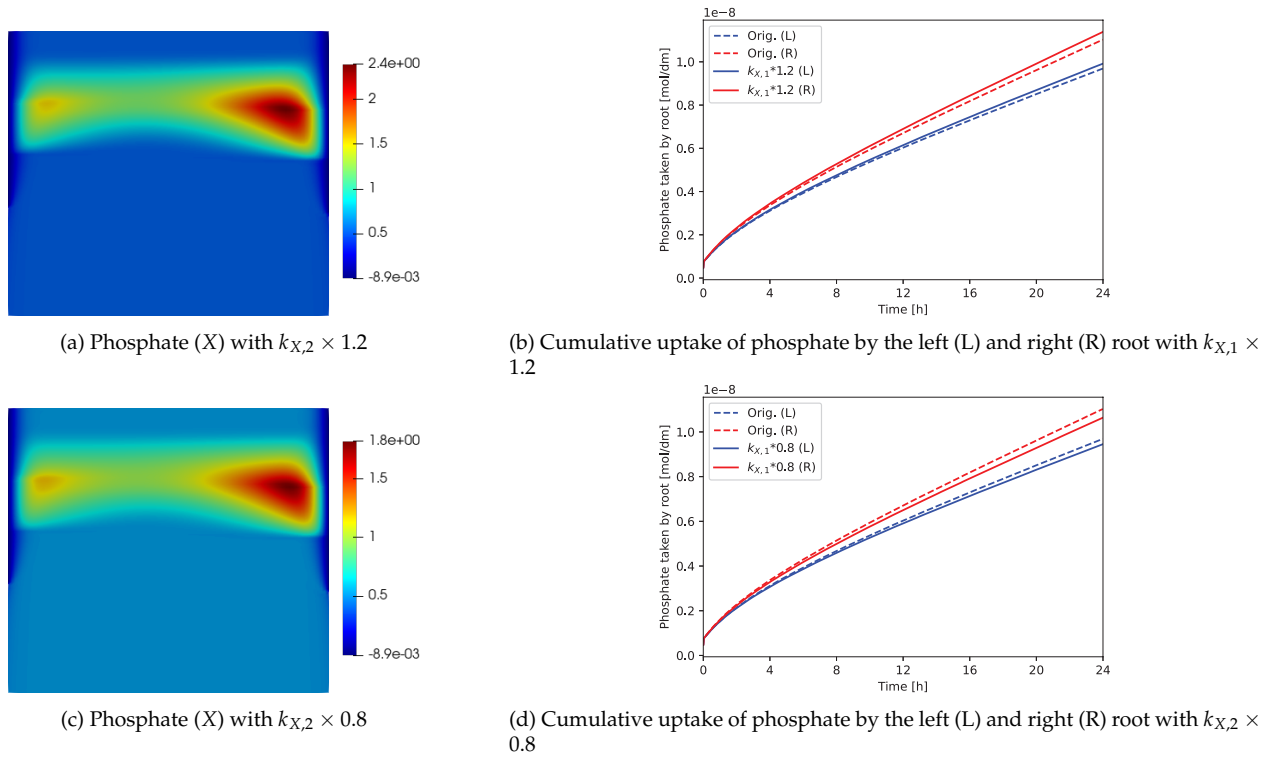 2.4e+00
2
1.5
1
0.5
-8.9e-03
(a) Phosphate (X) with k_{X,2} × 1.2
1e−8
Orig. (L)
Orig. (R)
k_{X,1}*1.2 (L)
k_{X,1}*1.2 (R)
Phosphate taken by root [mol/dm]
1.0
0.8
0.6
0.4
0.2
0.0
0 4 8 12 16 20 24
Time [h]
(b) Cumulative uptake of phosphate by the left (L) and right (R) root with k_{X,1} ×
1.2
1.8e+00
1.5
1
0.5
-8.9e-03
(c) Phosphate (X) with k_{X,2} × 0.8
1e−8
Orig. (L)
Orig. (R)
k_{X,1}*0.8 (L)
k_{X,1}*0.8 (R)
Phosphate taken by root [mol/dm]
1.0
0.8
0.6
0.4
0.2
0.0
0 4 8 12 16 20 24
Time [h]
(d) Cumulative uptake of phosphate by the left (L) and right (R) root with k_{X,2} ×
0.8